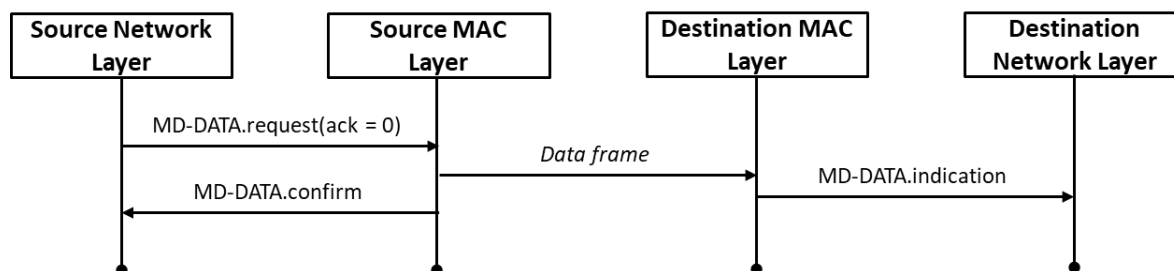 Source Network
Layer
Source MAC
Layer
Destination MAC
Layer
Destination
Network Layer
MD-DATA.request(ack = 0)
Data frame
MD-DATA.indication
MD-DATA.confirm